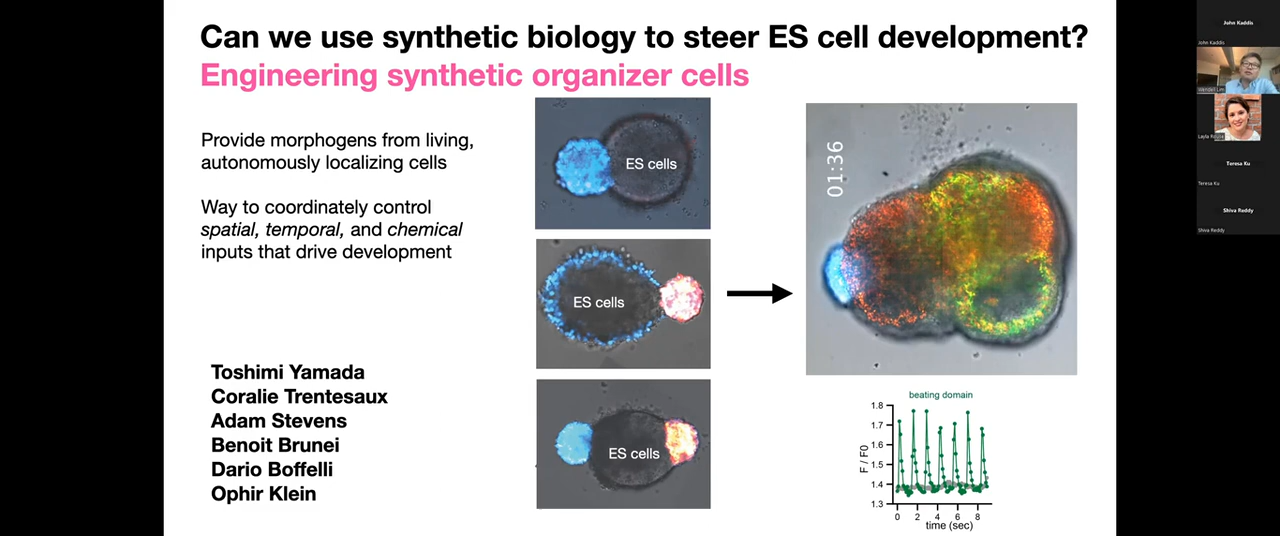 Can we use synthetic biology to steer ES cell development?
Engineering synthetic organizer cells
Provide morphogens from living,
autonomously localizing cells
Way to coordinately control
spatial, temporal, and chemical
inputs that drive development
Toshimi Yamada
Coralie Trentesaux
Adam Stevens
Benoit Brunei
Dario Boffelli
Ophir Klein
ES cells
ES cells
ES cells
01:36
beating domain
F / F0
1.8
1.7
1.6
1.5
1.4
1.3
0 2 4 6 8
time (sec)
John Kaddis
John Kaddis
Wendell Lim
Teresa Ku
Teresa Ku
Shiva Reddy
Shiva Reddy